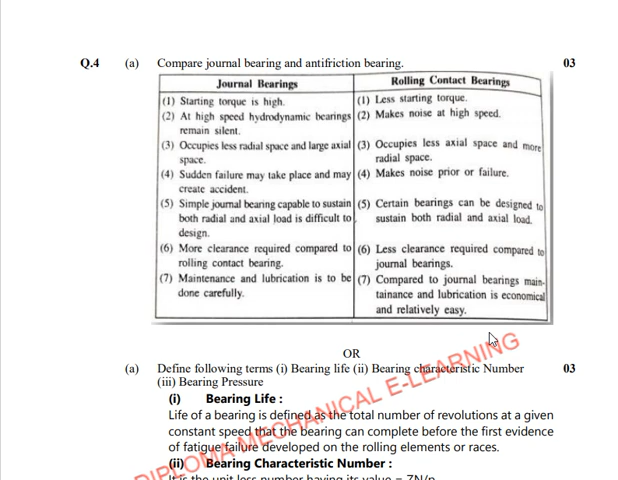 Q.4 (a) Compare journal bearing and antifriction bearing. 03
Journal Bearings
(1) Starting torque is high.
(2) At high speed hydrodynamic bearings
remain silent.
(3) Occupies less radial space and large axial
space.
(4) Sudden failure may take place and may
create accident.
(5) Simple journal bearing capable to sustain
both radial and axial load is difficult to
design.
(6) More clearance required compared to
rolling contact bearing.
(7) Maintenance and lubrication is to be
done carefully.
Rolling Contact Bearings
(1) Less starting torque.
(2) Makes noise at high speed.
(3) Occupies less axial space and more
radial space.
(4) Makes noise prior or failure.
(5) Certain bearings can be designed to
sustain both radial and axial load.
(6) Less clearance required compared to
journal bearings.
(7) Compared to journal bearings main-
tainance and lubrication is economical
and relatively easy.
OR
(a) Define following terms (i) Bearing life (ii) Bearing characteristic Number 03
(iii) Bearing Pressure
(i) Bearing Life :
Life of a bearing is defined as the total number of revolutions at a given
constant speed that the bearing can complete before the first evidence
of fatigue failure developed on the rolling elements or races.
(ii) Bearing Characteristic Number :
It is the unit less number having its value = ZN/p
DIPLOMA MECHANICAL E-LEARNING